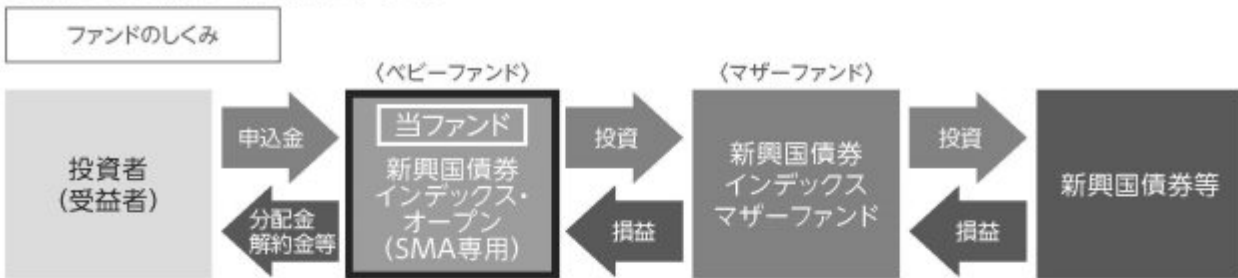 ファンドのしくみ
〈ベビーファンド〉
〈マザーファンド〉
投資者
(受益者)
申込金
分配金
解約金等
当ファンド
新興国債券
インデックス・
オープン
(SMA専用)
投資
損益
新興国債券
インデックス
マザーファンド
投資
損益
新興国債券等